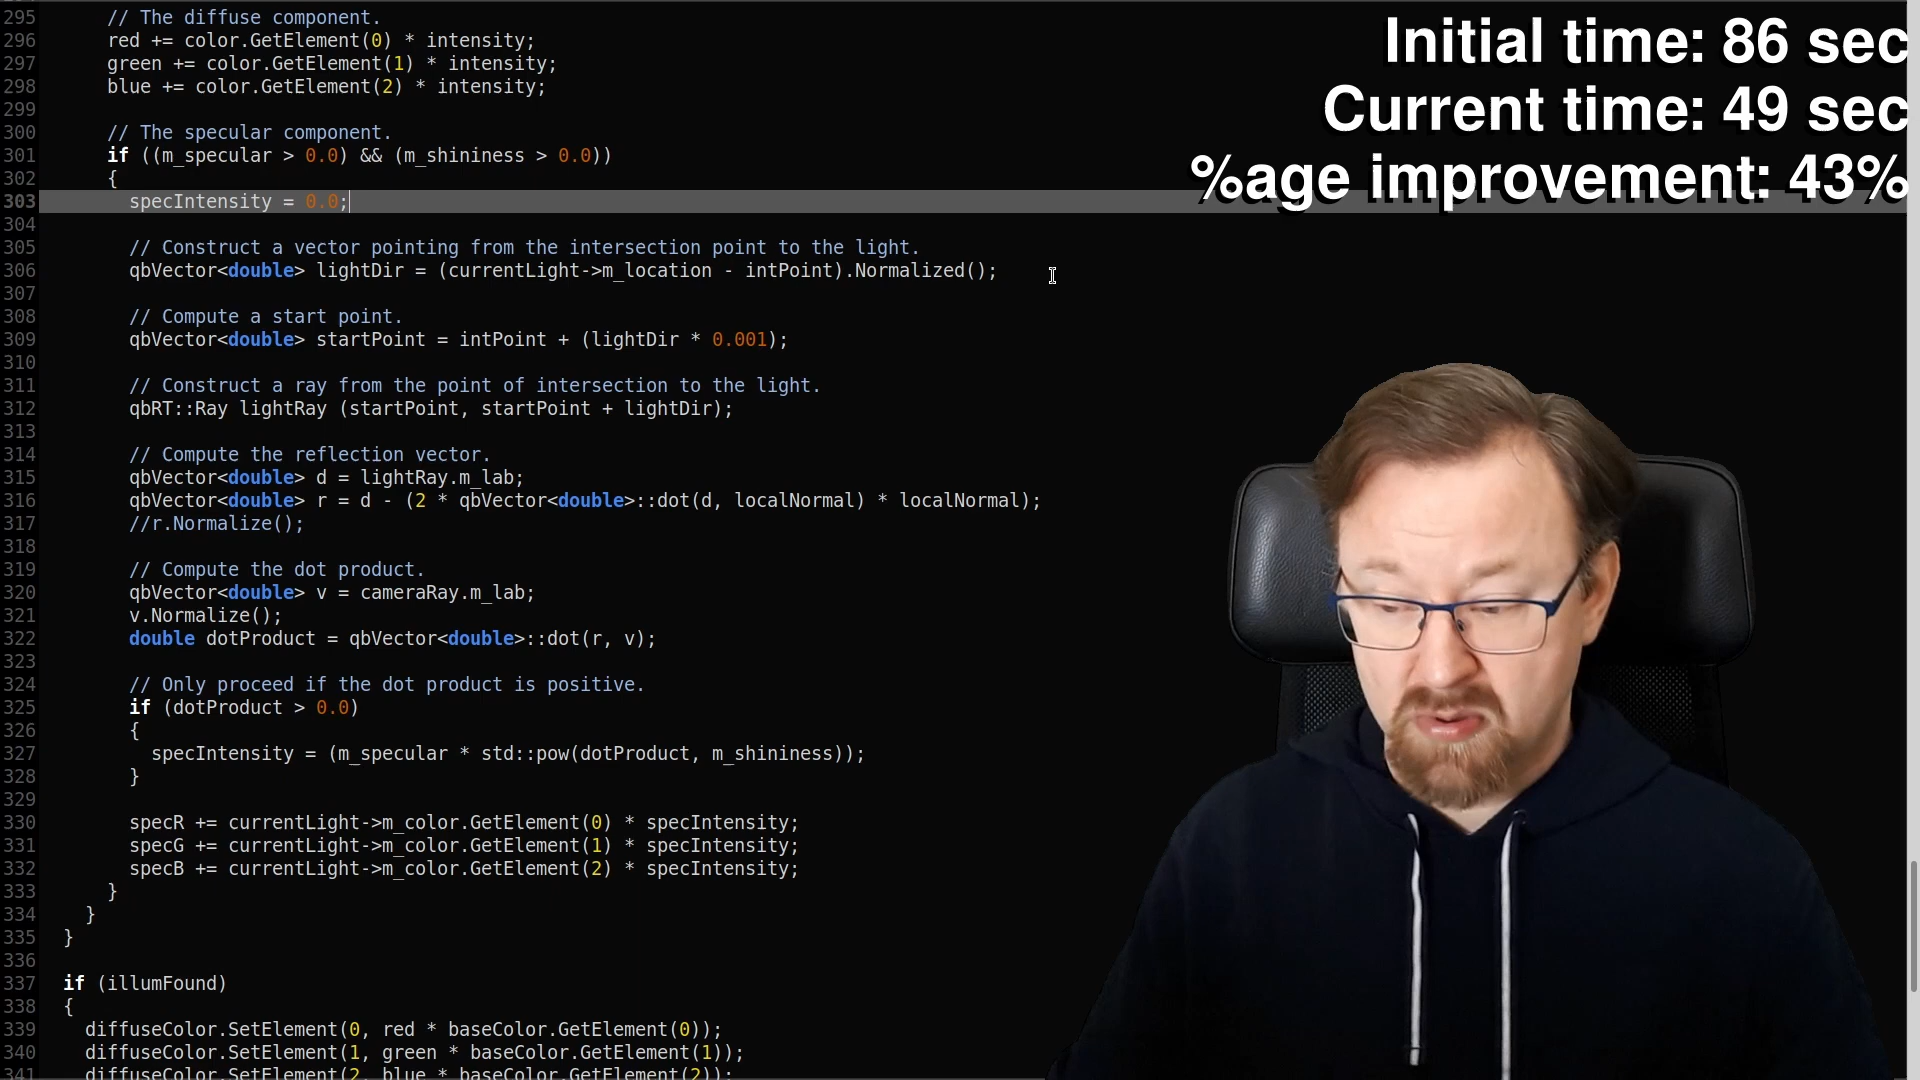 295 // The diffuse component.
296 red += color.GetElement(0) * intensity;
297 green += color.GetElement(1) * intensity;
298 blue += color.GetElement(2) * intensity;
299
300 // The specular component.
301 if ((m_specular > 0.0) && (m_shininess > 0.0))
302 {
303 specIntensity = 0.0;
304
305 // Construct a vector pointing from the intersection point to the light.
306 qbVector<double> lightDir = (currentLight->m_location - intPoint).Normalized();
307
308 // Compute a start point.
309 qbVector<double> startPoint = intPoint + (lightDir * 0.001);
310
311 // Construct a ray from the point of intersection to the light.
312 qbRT::Ray lightRay (startPoint, startPoint + lightDir);
313
314 // Compute the reflection vector.
315 qbVector<double> d = lightRay.m_lab;
316 qbVector<double> r = d - (2 * qbVector<double>::dot(d, localNormal) * localNormal);
317 //r.Normalize();
318
319 // Compute the dot product.
320 qbVector<double> v = cameraRay.m_lab;
321 v.Normalize();
322 double dotProduct = qbVector<double>::dot(r, v);
323
324 // Only proceed if the dot product is positive.
325 if (dotProduct > 0.0)
326 {
327 specIntensity = (m_specular * std::pow(dotProduct, m_shininess));
328 }
329
330 specR += currentLight->m_color.GetElement(0) * specIntensity;
331 specG += currentLight->m_color.GetElement(1) * specIntensity;
332 specB += currentLight->m_color.GetElement(2) * specIntensity;
333 }
334 }
335 }
336
337 if (illumFound)
338 {
339 diffuseColor.SetElement(0, red * baseColor.GetElement(0));
340 diffuseColor.SetElement(1, green * baseColor.GetElement(1));
341 diffuseColor.SetElement(2, blue * baseColor.GetElement(2));
Initial time: 86 sec
Current time: 49 sec
%age improvement: 43%